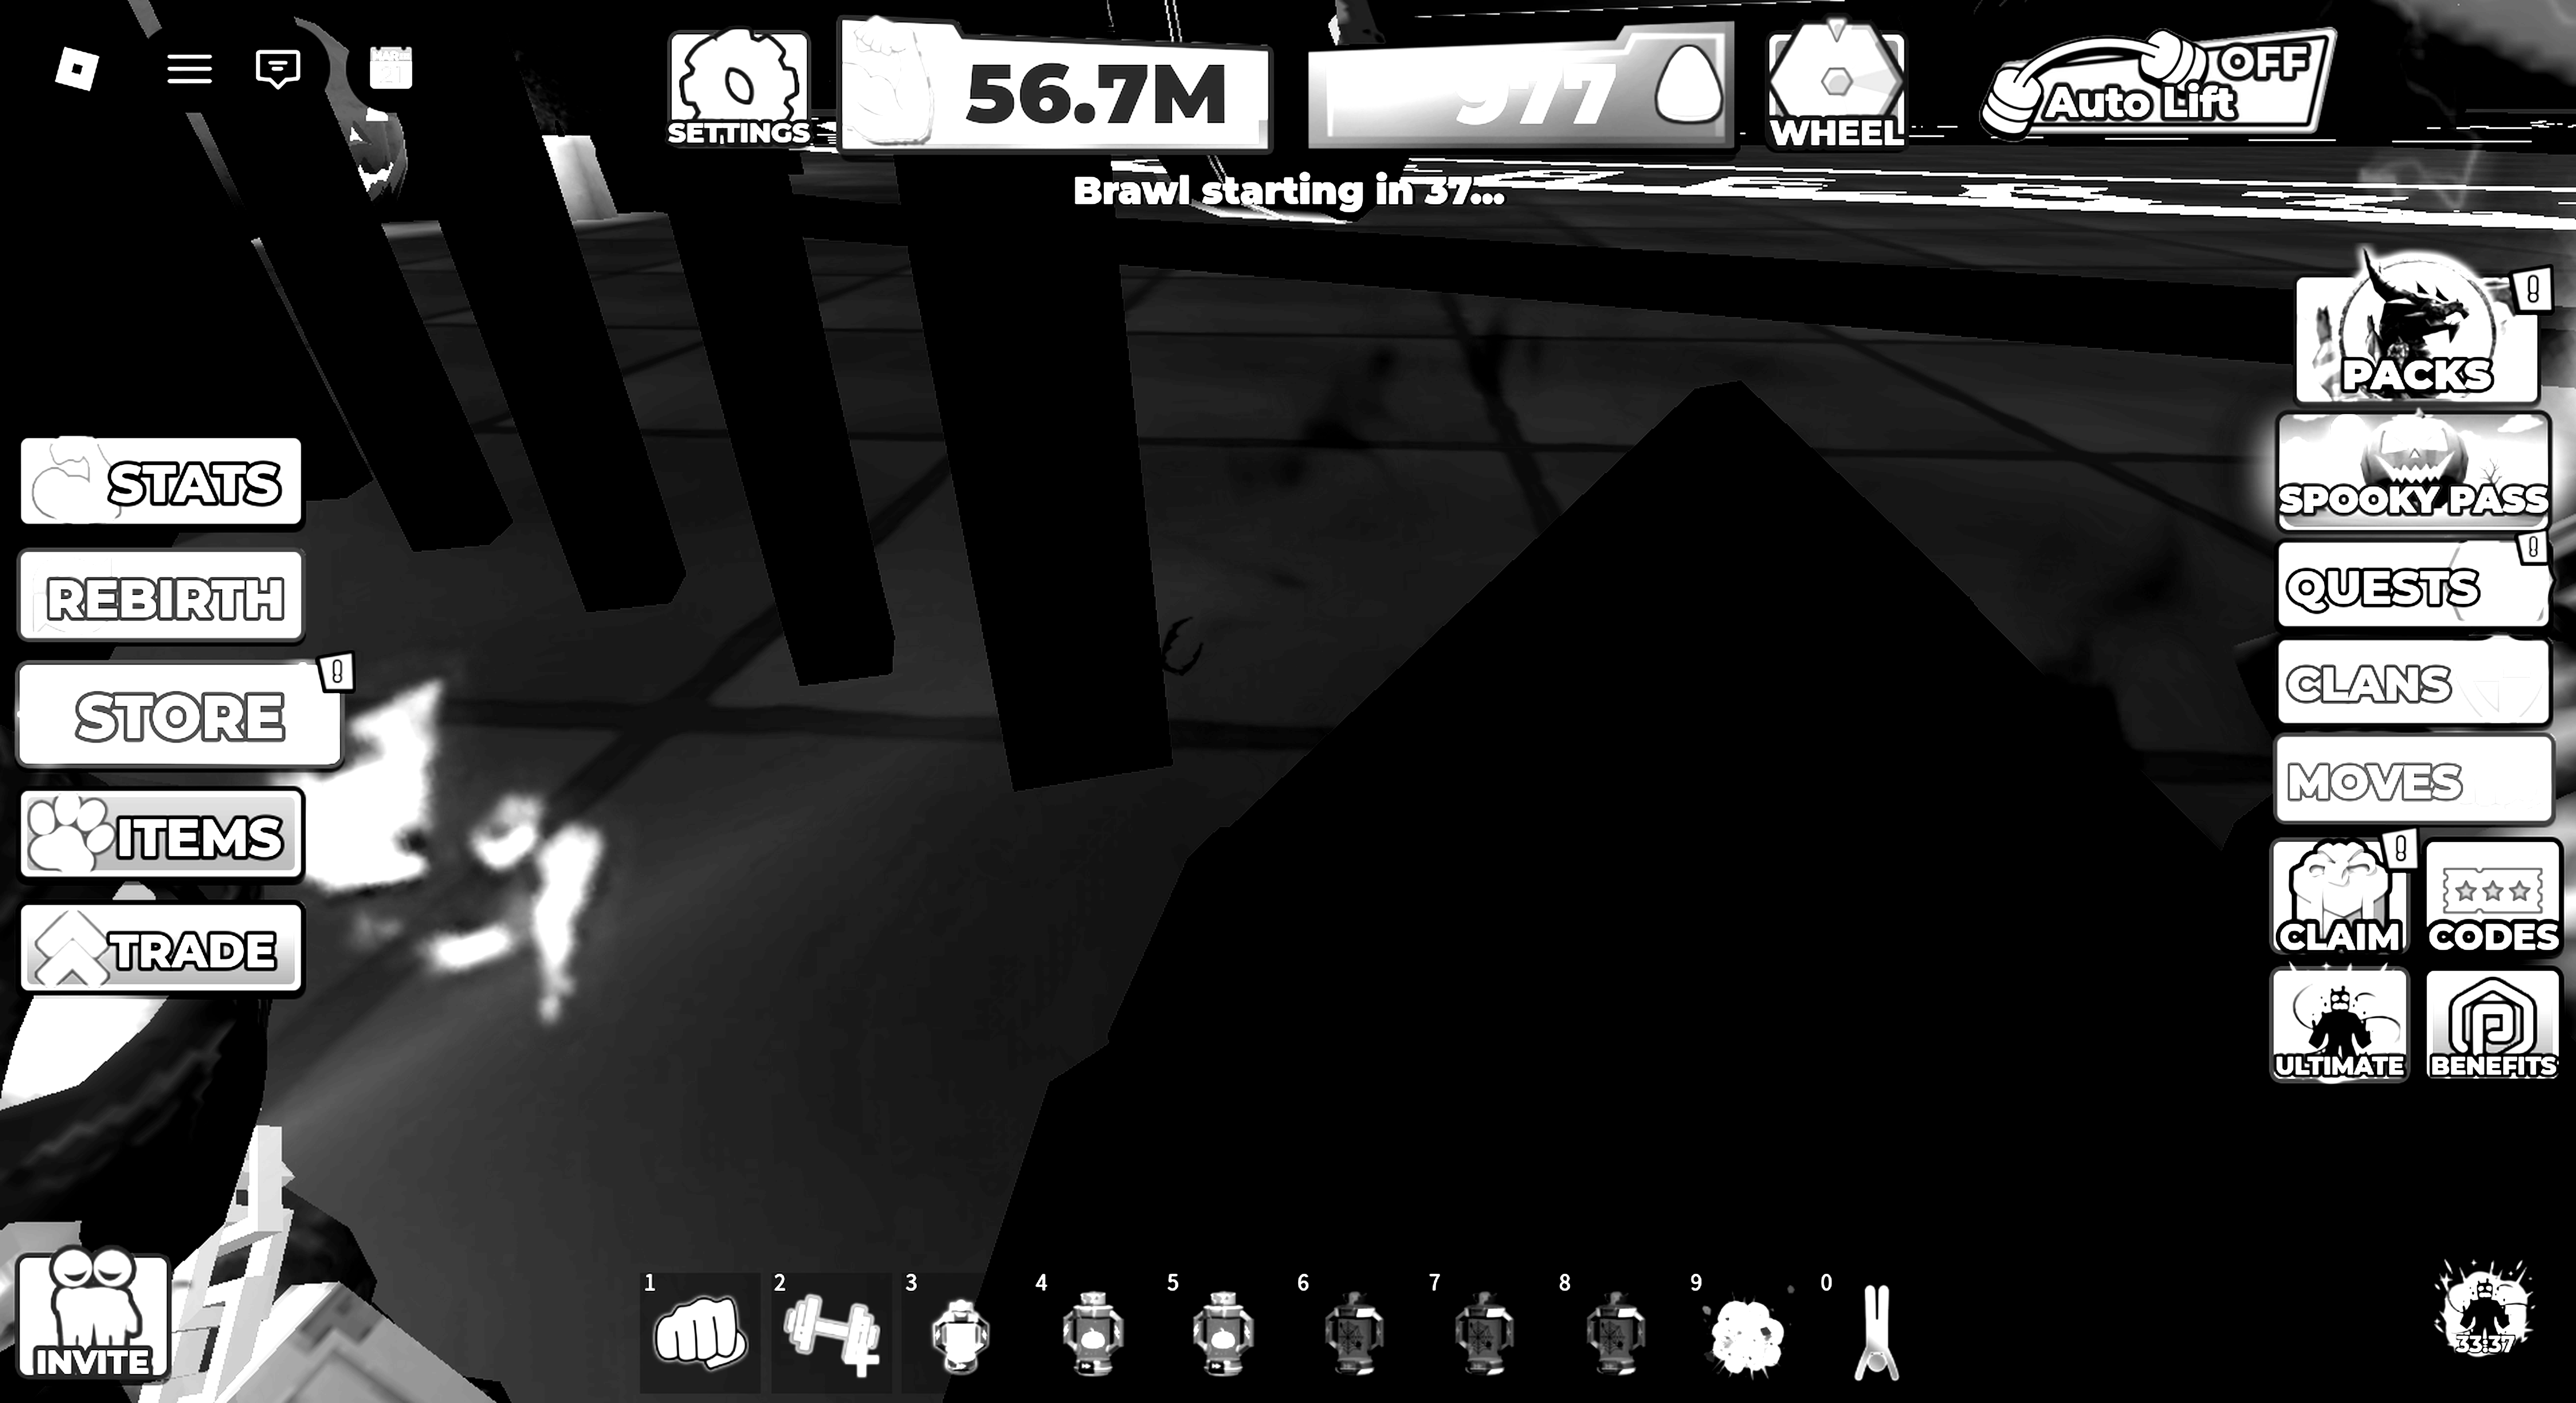 SETTINGS
56.7M
977
WHEEL
OFF
Auto Lift
Brawl starting in 37...
PACKS
SPOOKY PASS
STATS
QUESTS
REBIRTH
CLANS
STORE
MOVES
ITEMS
CLAIM
CODES
TRADE
ULTIMATE
BENEFITS
INVITE
1
2
3
4
5
6
7
8
9
0
33:37